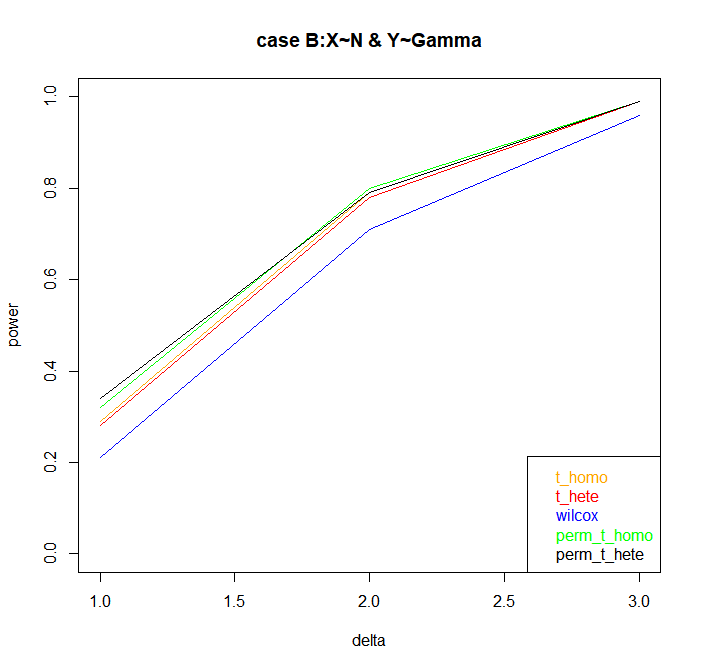 case B:X~N & Y~Gamma
power
1.0
0.8
0.6
0.4
0.2
0.0
t_homo
t_hete
wilcox
perm_t_homo
perm_t_hete
1.0 1.5 2.0 2.5 3.0
delta